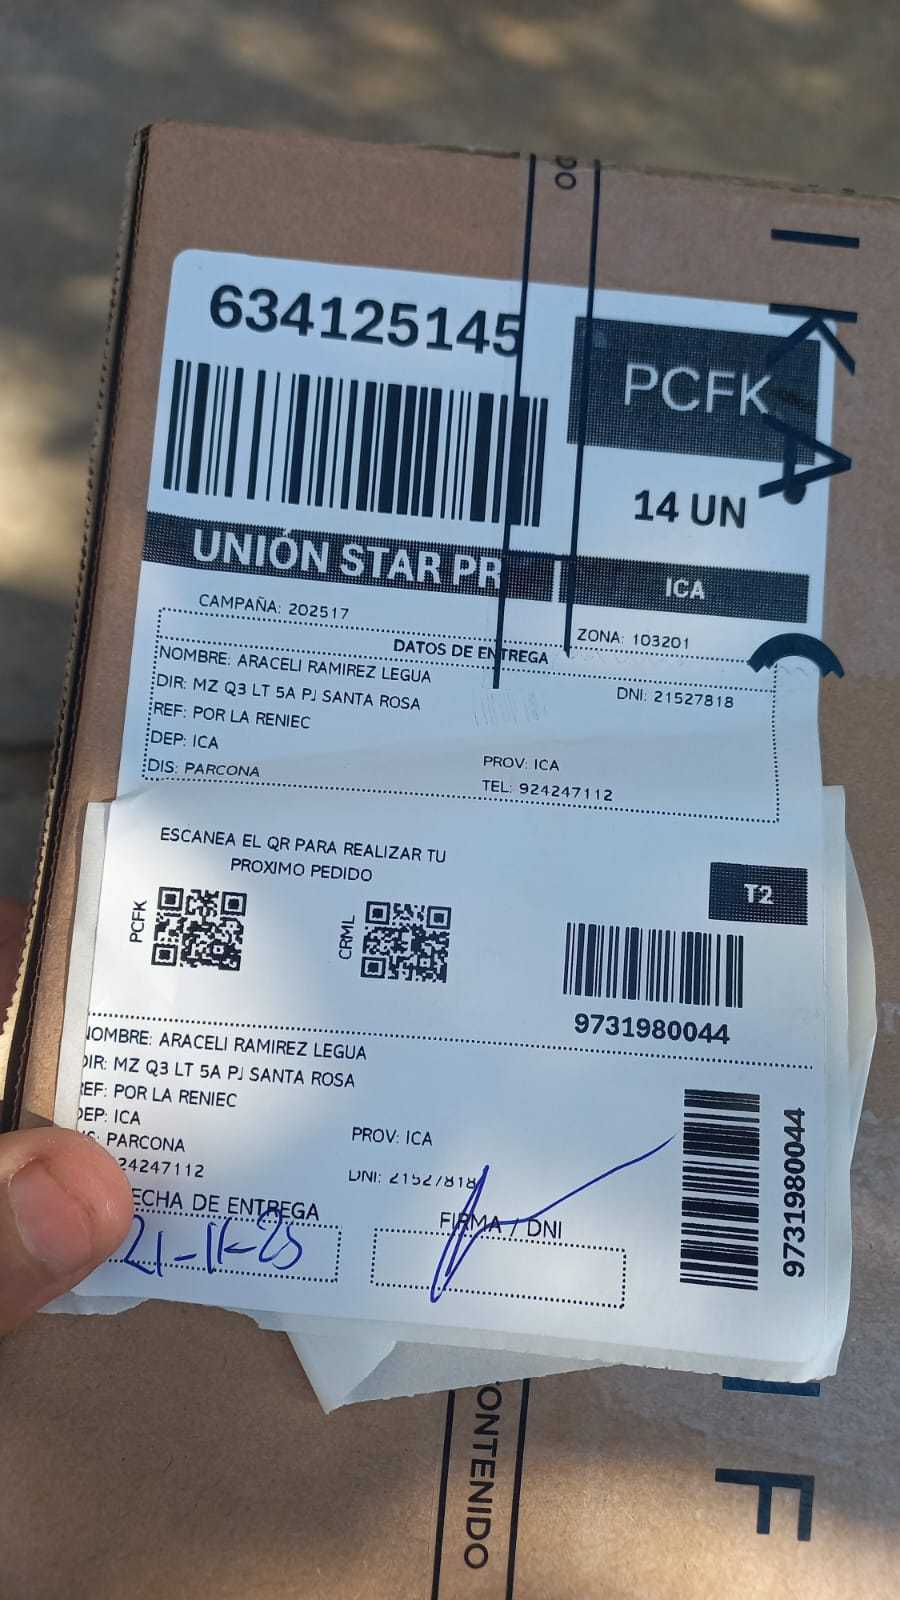 634125145
PCFK
14 UN
UNIÓN STAR PR
ICA
CAMPAÑA: 202517
ZONA: 103201
DATOS DE ENTREGA
NOMBRE: ARACELI RAMIREZ LEGUA
DNI: 21527818
DIR: MZ Q3 LT 5A PJ SANTA ROSA
REF: POR LA RENIEC
DEP: ICA
PROV: ICA
DIS: PARCONA
TEL: 924247112
ESCANEA EL QR PARA REALIZAR TU
PROXIMO PEDIDO
PCFK
CRML
T2
9731980044
NOMBRE: ARACELI RAMIREZ LEGUA
DIR: MZ Q3 LT 5A PJ SANTA ROSA
REF: POR LA RENIEC
DEP: ICA
PROV: ICA
PARCONA
24247112
DNI: 21527818
ECHA DE ENTREGA
FIRMA / DNI
21-11-25
9731980044
ONTENIDO